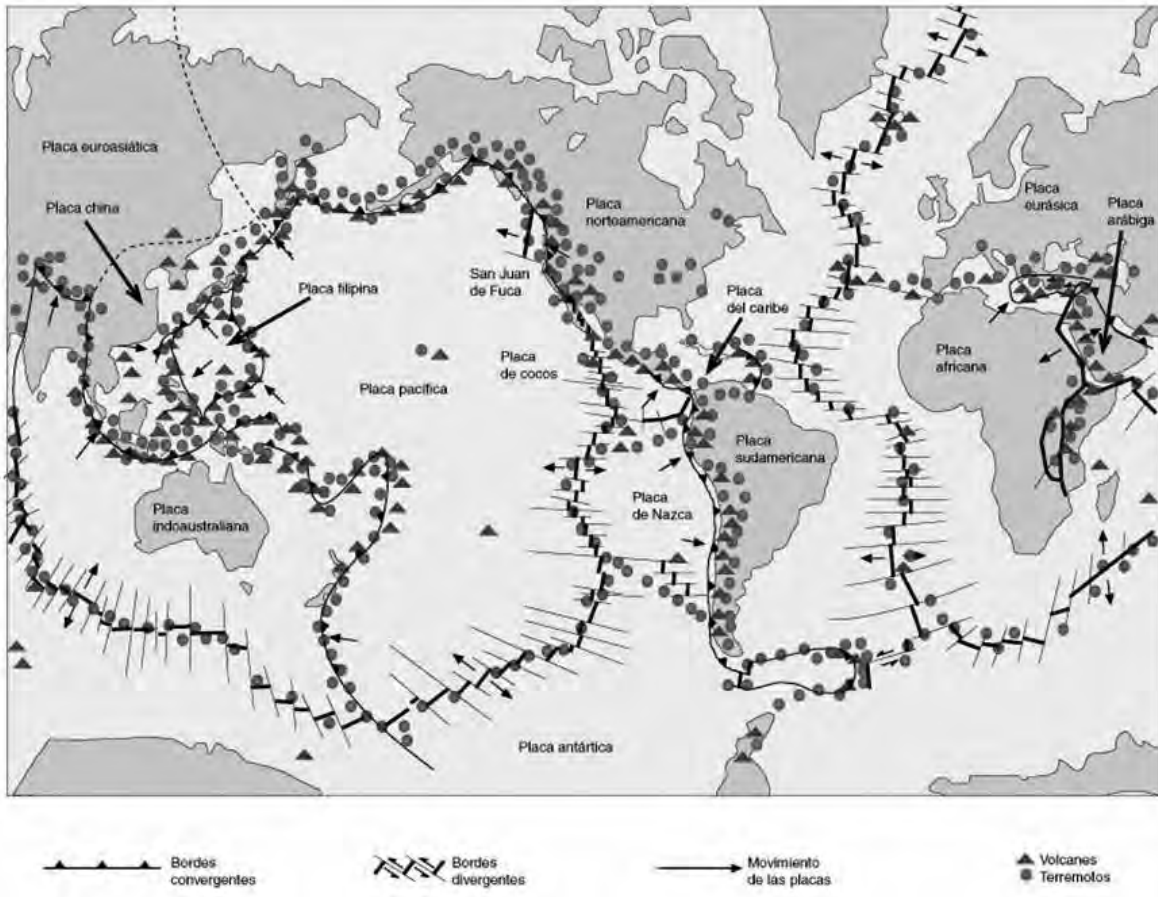 Placa euroasiática
Placa china
Placa filipina
Placa pacífica
Placa
indoaustraliana
San Juan
de Fuca
Placa
nortoamericana
Placa
de cocos
Placa
del caribe
Placa
sudamericana
Placa
de Nazca
Placa antártica
Placa
africana
Placa
eurásica
Placa
arábiga
Bordes
convergentes
Bordes
divergentes
Movimiento
de las placas
Volcanes
Terremotos